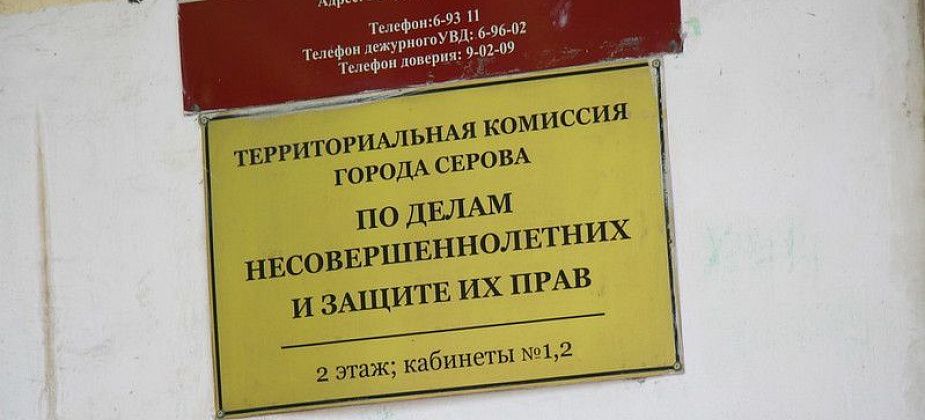 Адрес:
Телефон:6-93 11
Телефон дежурногоУВД: 6-96-02
Телефон доверия: 9-02-09
ТЕРРИТОРИАЛЬНАЯ КОМИССИЯ
ГОРОДА СЕРОВА
ПО ДЕЛАМ
НЕСОВЕРШЕННОЛЕТНИХ
И ЗАЩИТЕ ИХ ПРАВ
2 этаж; кабинеты №1,2